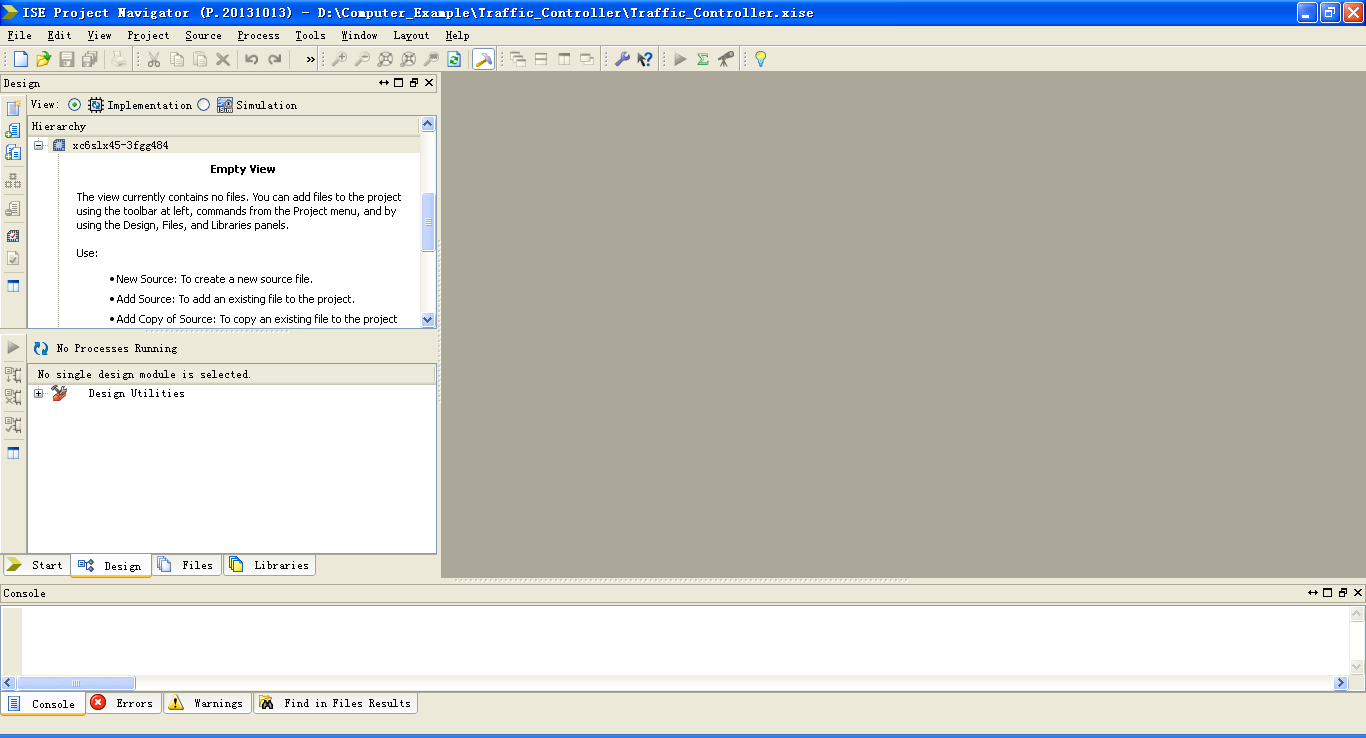 ISE Project Navigator (P.20131013) - D:\Computer_Example\Traffic_Controller\Traffic_Controller.xise
File Edit View Project Source Process Tools Window Layout Help
»
Design
View: Implementation Simulation
Hierarchy
xc6slx45-3fgg484
Empty View
The view currently contains no files. You can add files to the project
using the toolbar at left, commands from the Project menu, and by
using the Design, Files, and Libraries panels.
Use:
• New Source: To create a new source file.
• Add Source: To add an existing file to the project.
• Add Copy of Source: To copy an existing file to the project
No Processes Running
No single design module is selected.
Design Utilities
Start Design Files Libraries
Console
Console Errors Warnings Find in Files Results